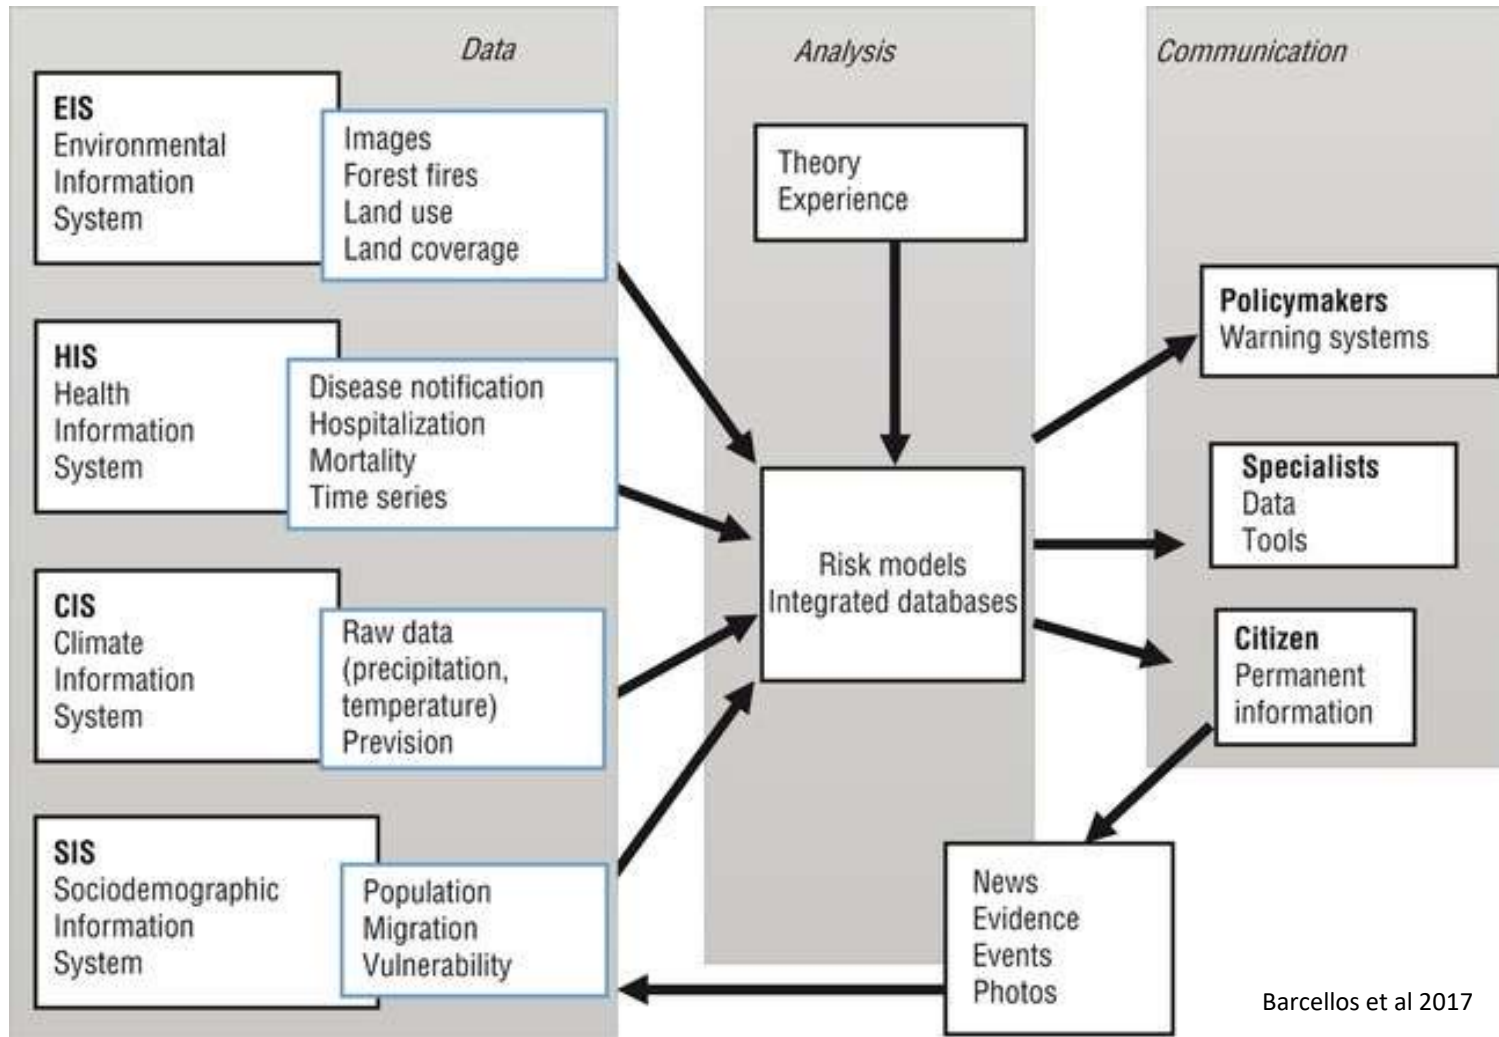 Data
EIS
Environmental
Information
System
Images
Forest fires
Land use
Land coverage
HIS
Health
Information
System
Disease notification
Hospitalization
Mortality
Time series
CIS
Climate
Information
System
Raw data
(precipitation,
temperature)
Prevision
SIS
Sociodemographic
Information
System
Population
Migration
Vulnerability
Analysis
Theory
Experience
Risk models
Integrated databases
Communication
Policymakers
Warning systems
Specialists
Data
Tools
Citizen
Permanent
information
News
Evidence
Events
Photos
Barcellos et al 2017